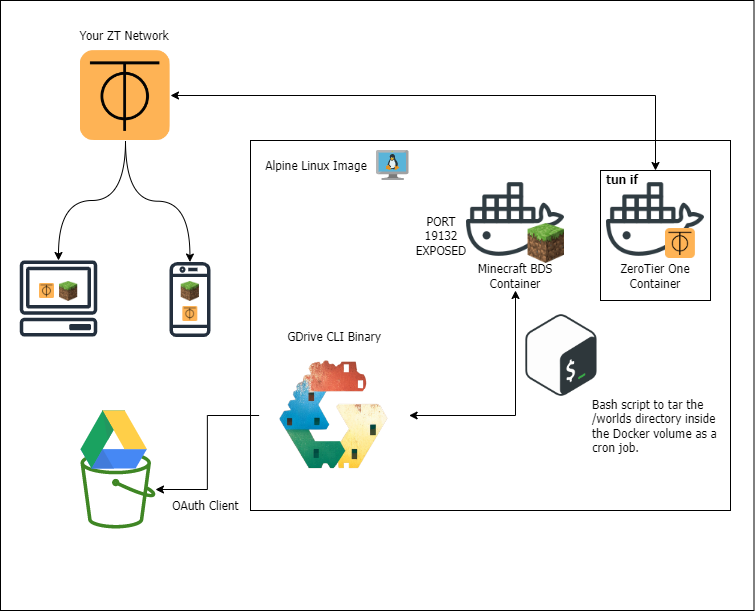 Your ZT Network
Alpine Linux Image
tun if
PORT
19132
EXPOSED
Minecraft BDS
Container
ZeroTier One
Container
GDrive CLI Binary
$_
Bash script to tar the
/worlds directory inside
the Docker volume as a
cron job.
OAuth Client